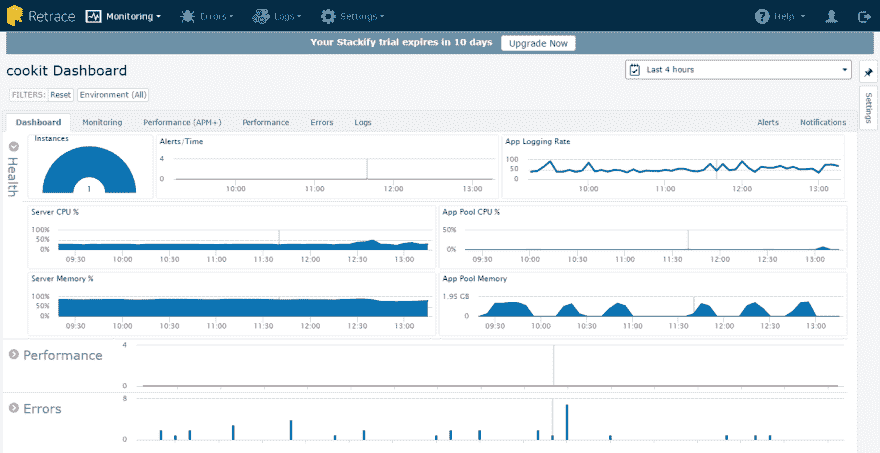 Retrace Monitoring Errors Logs Settings Help
Your Stackify trial expires in 10 days Upgrade Now
cookit Dashboard
Last 4 hours
FILTERS: Reset Environment (All)
Settings
Dashboard Monitoring Performance (APM+) Performance Errors Logs Alerts Notifications
Health
Instances
1
Alerts/Time
4
0
10:00 11:00 12:00 13:00
App Logging Rate
100
50
0
10:00 11:00 12:00 13:00
Server CPU %
100%
50%
0%
09:30 10:00 10:30 11:00 11:30 12:00 12:30 13:00
App Pool CPU %
50%
0%
09:30 10:00 10:30 11:00 11:30 12:00 12:30 13:00
Server Memory %
100%
50%
0%
09:30 10:00 10:30 11:00 11:30 12:00 12:30 13:00
App Pool Memory
1.95 GB
0
09:30 10:00 10:30 11:00 11:30 12:00 12:30 13:00
Performance
4
0
Errors
8
0